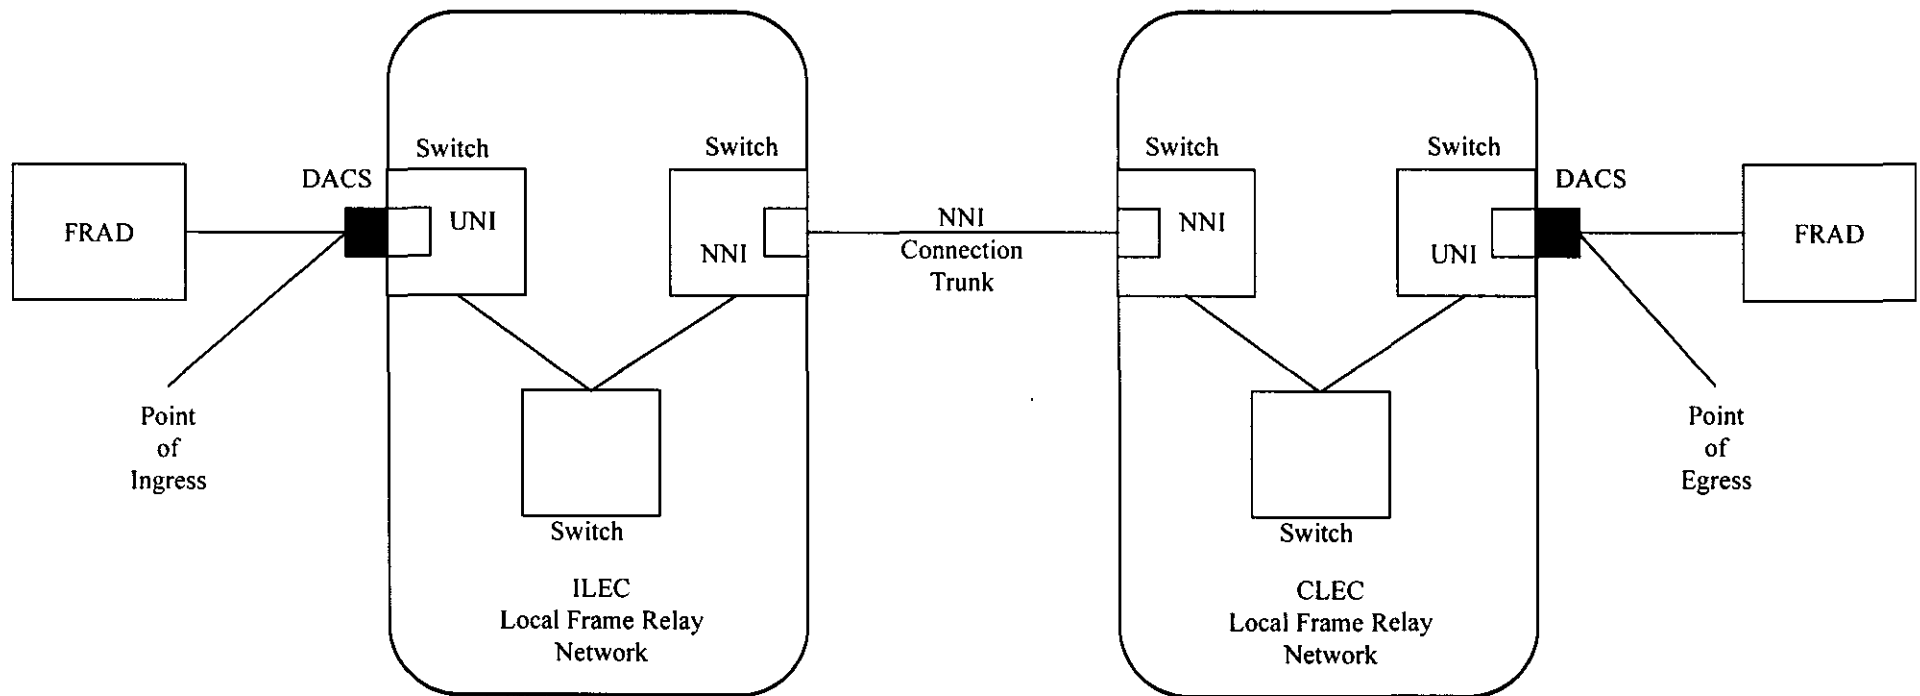 Switch
Switch
Switch
Switch
DACS
DACS
FRAD
UNI
NNI
NNI
Connection
Trunk
NNI
UNI
FRAD
Point
of
Ingress
Point
of
Egress
Switch
Switch
ILEC
Local Frame Relay
Network
CLEC
Local Frame Relay
Network